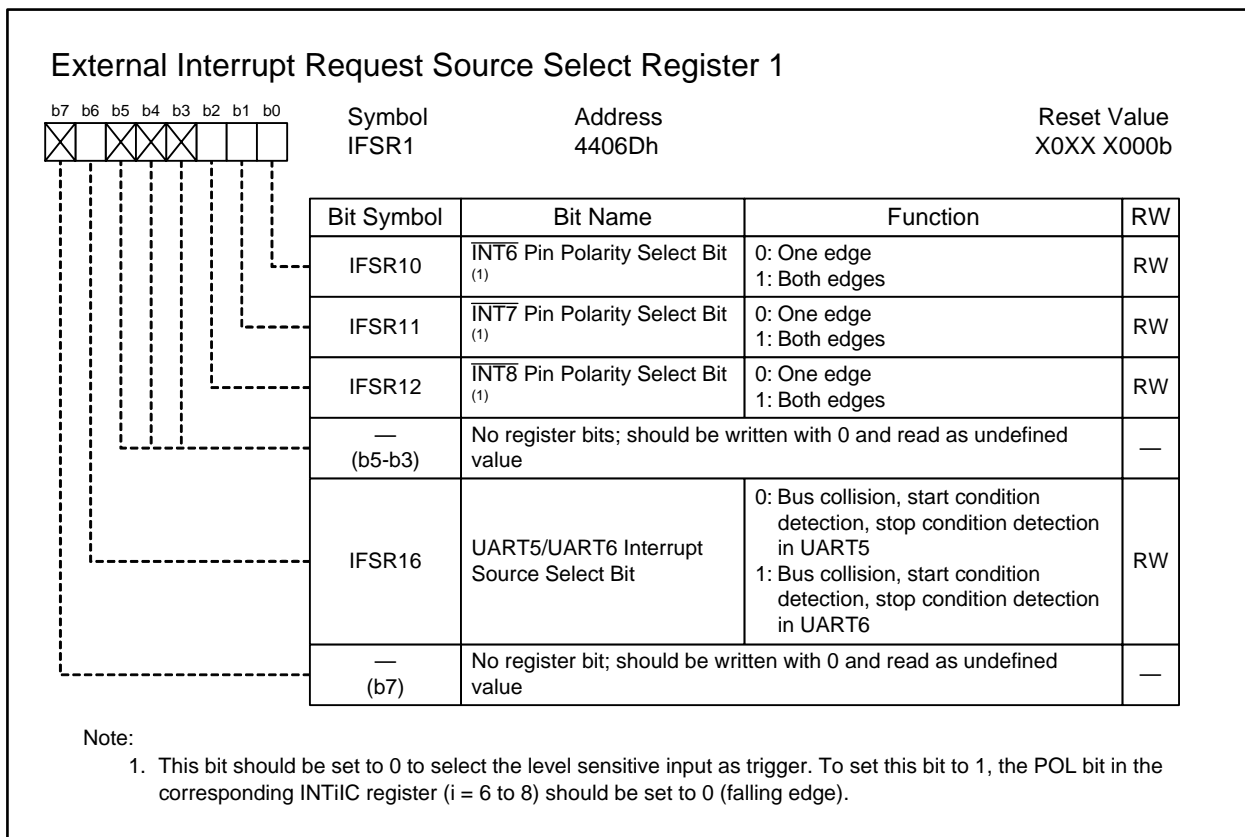 External Interrupt Request Source Select Register 1
b7 b6 b5 b4 b3 b2 b1 b0
Symbol Address Reset Value
IFSR1 4406Dh X0XX X000b
Bit Symbol Bit Name Function RW
IFSR10
INT6 Pin Polarity Select Bit
(1)
0: One edge
1: Both edges
RW
IFSR11
INT7 Pin Polarity Select Bit
(1)
0: One edge
1: Both edges
RW
IFSR12
INT8 Pin Polarity Select Bit
(1)
0: One edge
1: Both edges
RW
—
(b5-b3)
No register bits; should be written with 0 and read as undefined
value
—
IFSR16
UART5/UART6 Interrupt
Source Select Bit
0: Bus collision, start condition
detection, stop condition detection
in UART5
1: Bus collision, start condition
detection, stop condition detection
in UART6
RW
—
(b7)
No register bit; should be written with 0 and read as undefined
value
—
Note:
1. This bit should be set to 0 to select the level sensitive input as trigger. To set this bit to 1, the POL bit in the
corresponding INTiIC register (i = 6 to 8) should be set to 0 (falling edge).